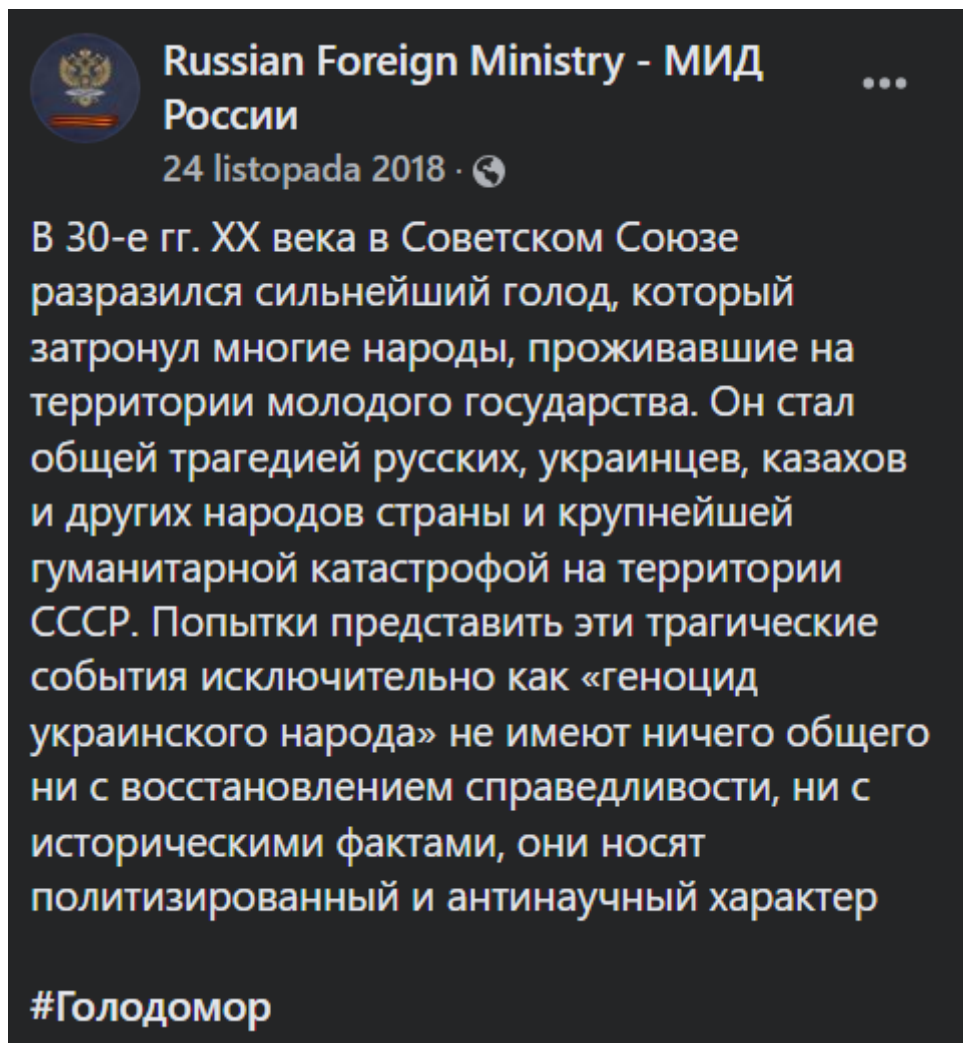 Russian Foreign Ministry - МИД
России
24 listopada 2018 ·
В 30-е гг. XX века в Советском Союзе
разразился сильнейший голод, который
затронул многие народы, проживавшие на
территории молодого государства. Он стал
общей трагедией русских, украинцев, казахов
и других народов страны и крупнейшей
гуманитарной катастрофой на территории
СССР. Попытки представить эти трагические
события исключительно как «геноцид
украинского народа» не имеют ничего общего
ни с восстановлением справедливости, ни с
историческими фактами, они носят
политизированный и антинаучный характер
#Голодомор